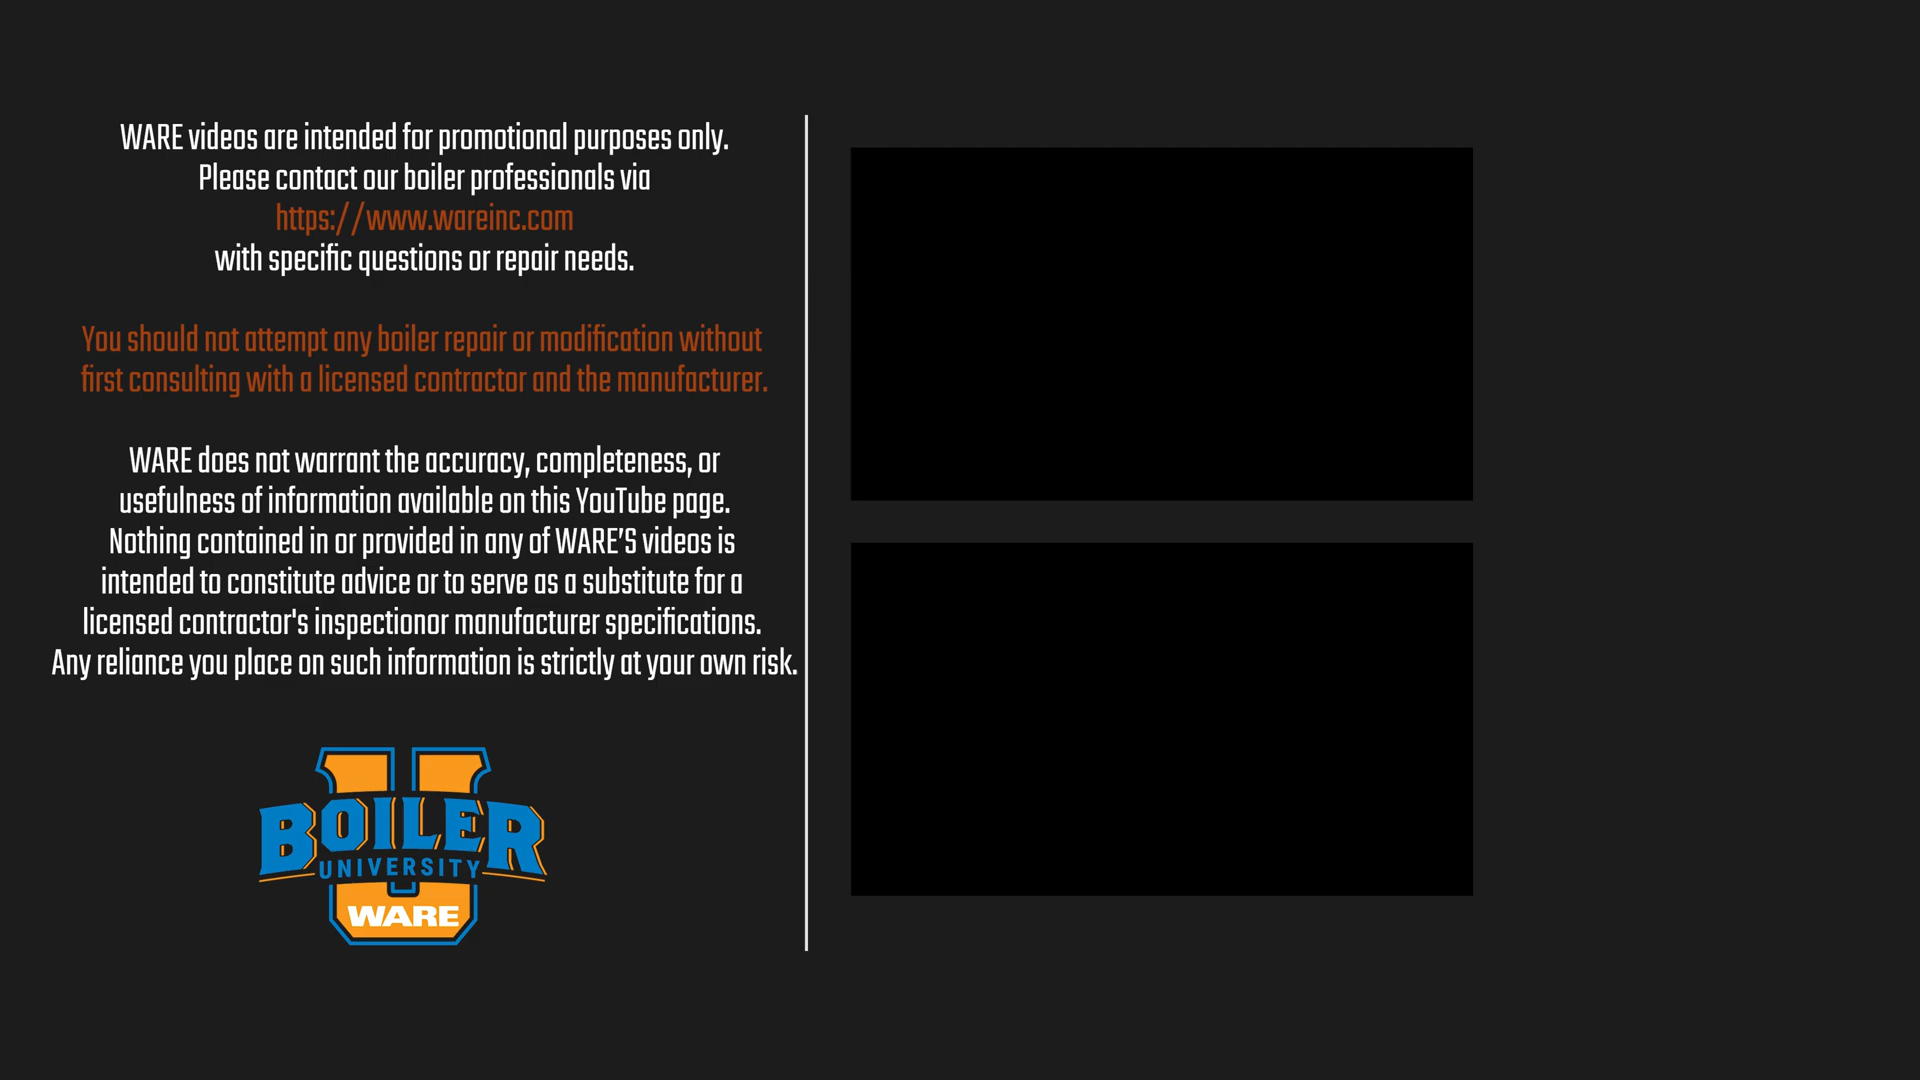 WARE videos are intended for promotional purposes only.
Please contact our boiler professionals via
https://www.wareinc.com
with specific questions or repair needs.
You should not attempt any boiler repair or modification without
first consulting with a licensed contractor and the manufacturer.
WARE does not warrant the accuracy, completeness, or
usefulness of information available on this YouTube page.
Nothing contained in or provided in any of WARE'S videos is
intended to constitute advice or to serve as a substitute for a
licensed contractor's inspectionor manufacturer specifications.
Any reliance you place on such information is strictly at your own risk.
U
BOILER
UNIVERSITY
WARE